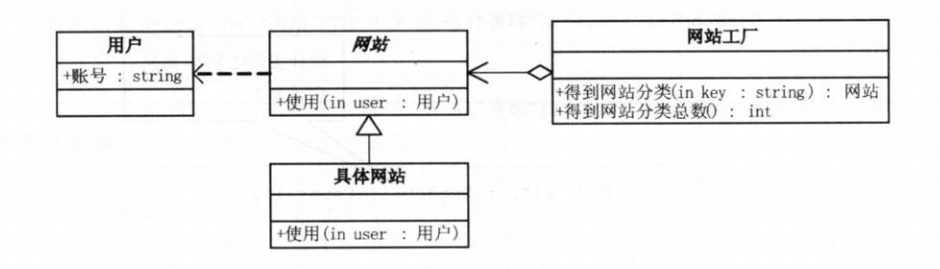 用户
+账号 : string
网站
+使用(in user : 用户)
网站工厂
+得到网站分类(in key : string) : 网站
+得到网站分类总数() : int
具体网站
+使用(in user : 用户)